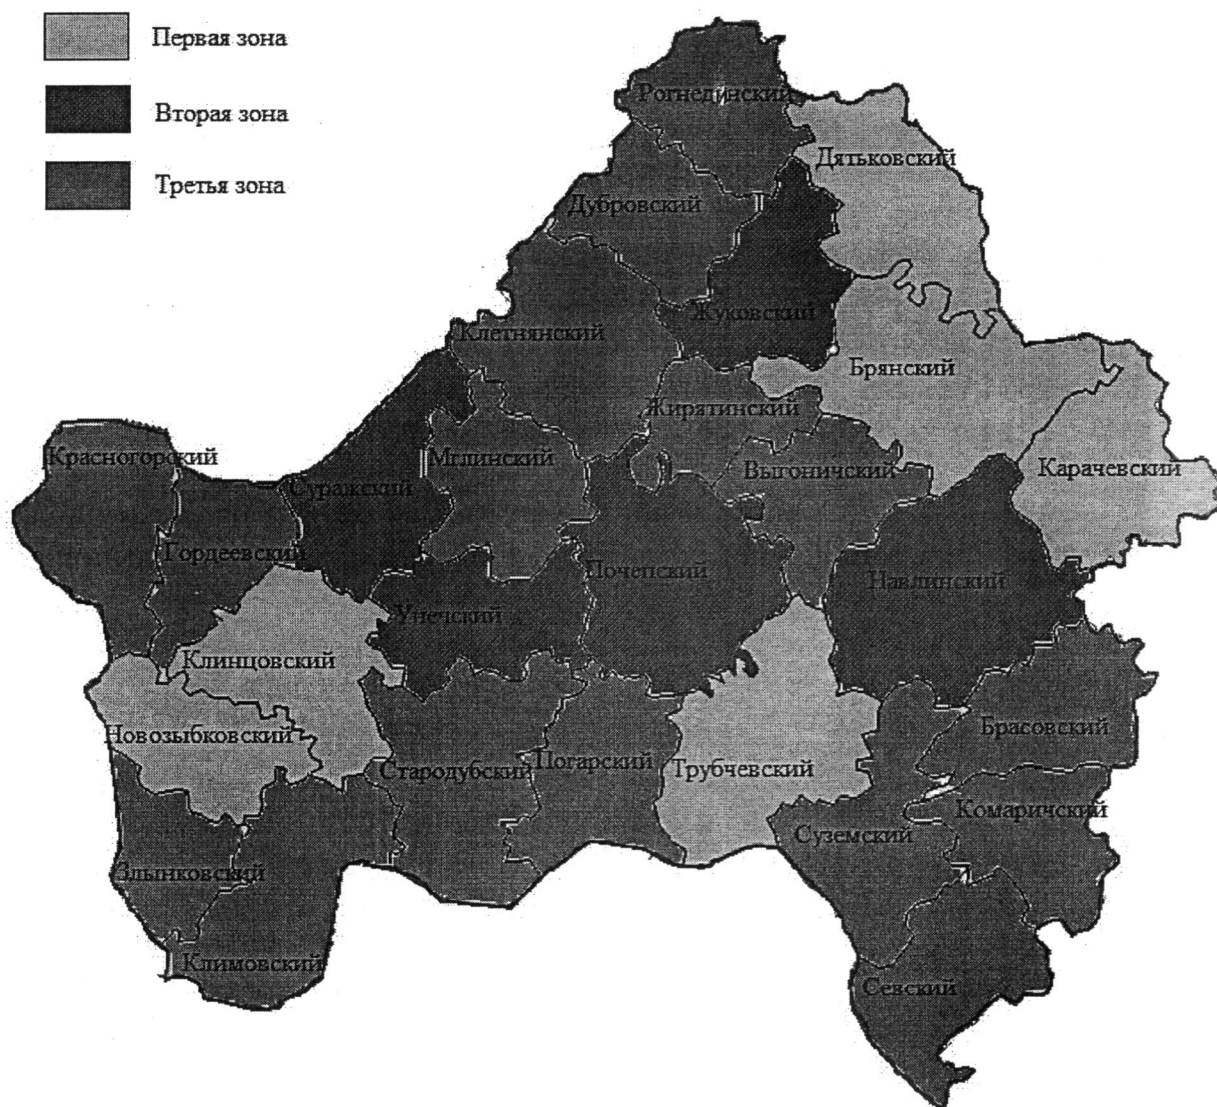 Первая зона
Вторая зона
Третья зона
Рогнединский
Дятьковский
Дубровский
Жуковский
Клетнянский
Брянский
Жирятинский
Красногорский
Суражский
Мглинский
Выгоничский
Карачевский
Гордеевский
Почепский
Навлинский
Унечский
Клинцовский
Новозыбковский
Стародубский
Погарский
Трубчевский
Брасовский
Комаричский
Суземский
Злынковский
Климовский
Севский